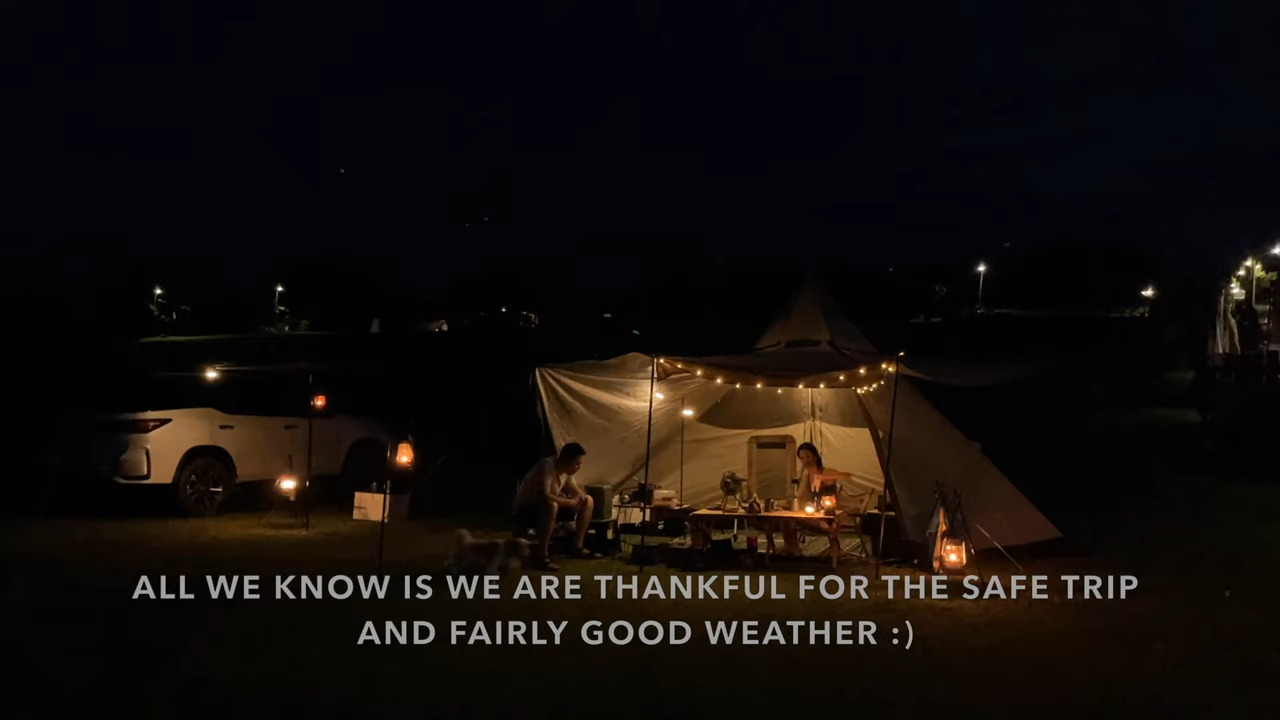 ALL WE KNOW IS WE ARE THANKFUL FOR THE SAFE TRIP
AND FAIRLY GOOD WEATHER :)